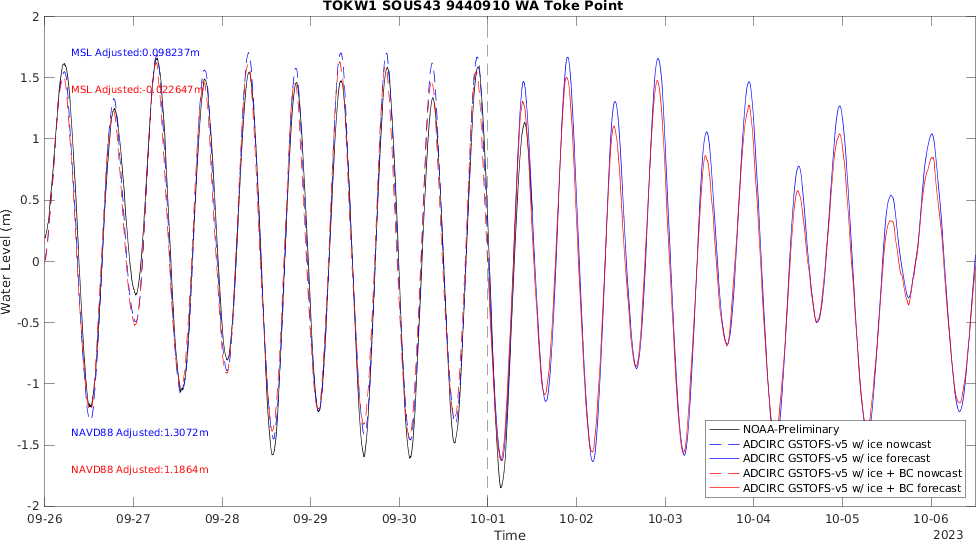 TOKW1 SOUS43 9440910 WA Toke Point
2
1.5
1
0.5
0
-0.5
-1
-1.5
-2
Water Level (m)
MSL Adjusted:0.098237m
MSL Adjusted:-0.022647m
NAVD88 Adjusted:1.3072m
NAVD88 Adjusted:1.1864m
NOAA-Preliminary
ADCIRC GSTOFS-v5 w/ ice nowcast
ADCIRC GSTOFS-v5 w/ ice forecast
ADCIRC GSTOFS-v5 w/ ice + BC nowcast
ADCIRC GSTOFS-v5 w/ ice + BC forecast
09-26 09-27 09-28 09-29 09-30 10-01 10-02 10-03 10-04 10-05 10-06
Time
2023